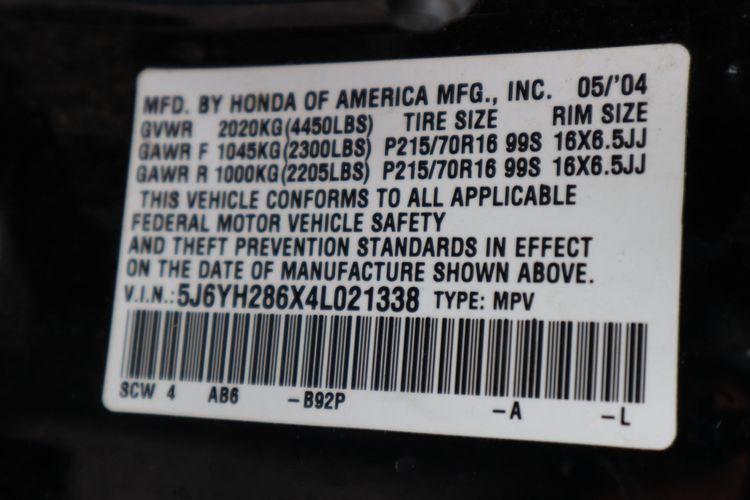 MFD. BY HONDA OF AMERICA MFG., INC. 05/'04
GVWR 2020KG(4450LBS) TIRE SIZE RIM SIZE
GAWR F 1045KG(2300LBS) P215/70R16 99S 16X6.5JJ
GAWR R 1000KG(2205LBS) P215/70R16 99S 16X6.5JJ
THIS VEHICLE CONFORMS TO ALL APPLICABLE
FEDERAL MOTOR VEHICLE SAFETY
AND THEFT PREVENTION STANDARDS IN EFFECT
ON THE DATE OF MANUFACTURE SHOWN ABOVE.
V.I.N.:5J6YH286X4L021338 TYPE: MPV
SCW 4 AB6 -B92P -A -L